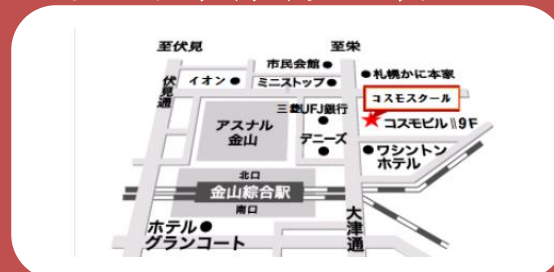 至伏見
至栄
市民会館
伏見通
イオン
ミニストップ
札幌かに本家
コスモスクール
三菱UFJ銀行
コスモビル 9F
アスナル
金山
デニーズ
ワシントン
ホテル
北口
金山綜合駅
南口
大津通
ホテル
グランコート